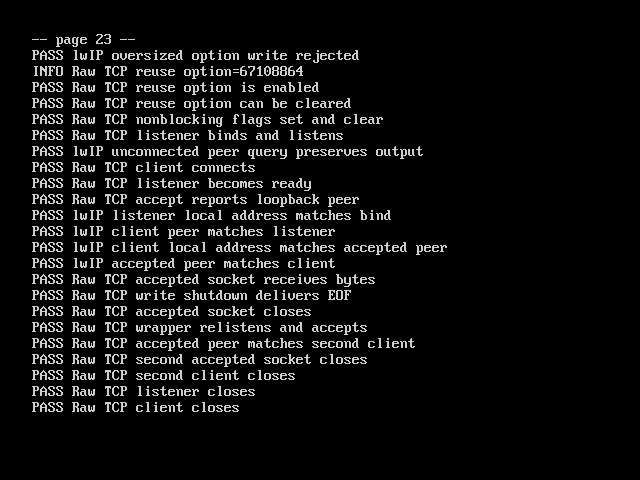 -- page 23 --
PASS lwIP oversized option write rejected
INFO Raw TCP reuse option=67108864
PASS Raw TCP reuse option is enabled
PASS Raw TCP reuse option can be cleared
PASS Raw TCP nonblocking flags set and clear
PASS Raw TCP listener binds and listens
PASS lwIP unconnected peer query preserves output
PASS Raw TCP client connects
PASS Raw TCP listener becomes ready
PASS Raw TCP accept reports loopback peer
PASS lwIP listener local address matches bind
PASS lwIP client peer matches listener
PASS lwIP client local address matches accepted peer
PASS lwIP accepted peer matches client
PASS Raw TCP accepted socket receives bytes
PASS Raw TCP write shutdown delivers EOF
PASS Raw TCP accepted socket closes
PASS Raw TCP wrapper relistens and accepts
PASS Raw TCP accepted peer matches second client
PASS Raw TCP second accepted socket closes
PASS Raw TCP second client closes
PASS Raw TCP listener closes
PASS Raw TCP client closes